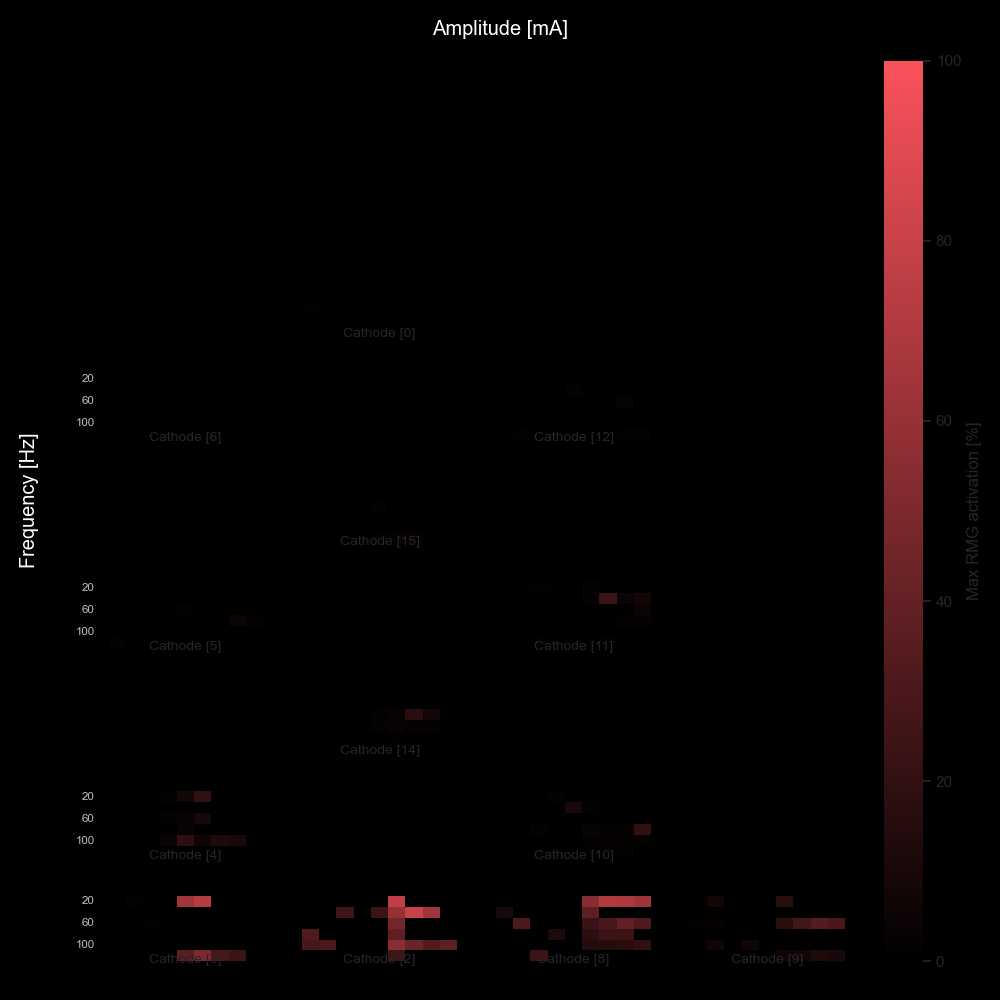 Amplitude [mA]
100
80
60
40
20
0
Max RMG activation [%]
Frequency [Hz]
Cathode [0]
20
60
100
Cathode [6]
Cathode [12]
Cathode [15]
20
60
100
Cathode [5]
Cathode [11]
Cathode [14]
20
60
100
Cathode [4]
Cathode [10]
20
60
100
Cathode [2]
Cathode [8]
Cathode [9]